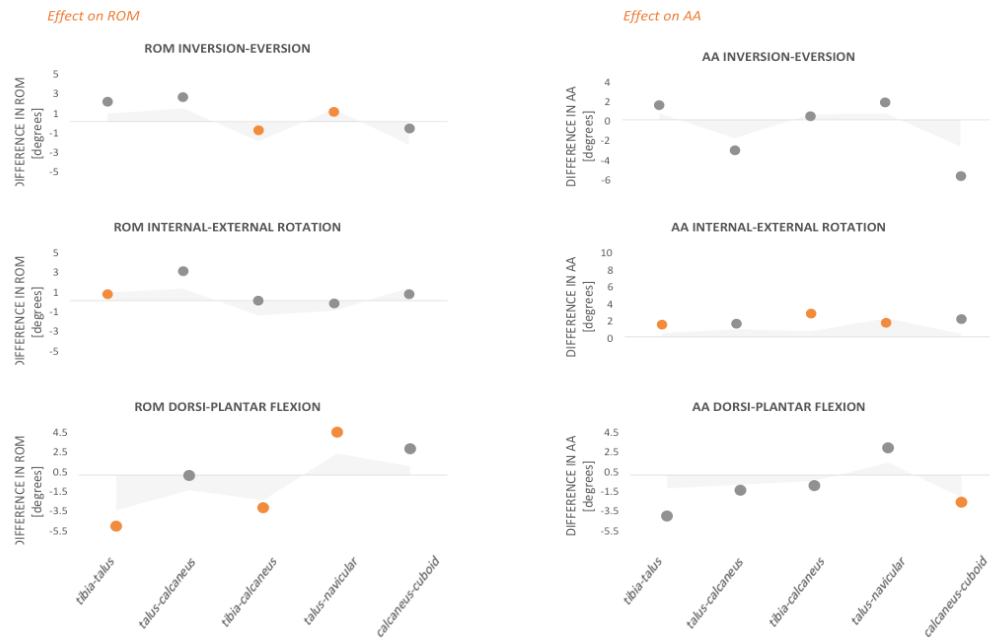 Effect on ROM
ROM INVERSION-EVERSION
DIFFERENCE IN ROM
[degrees]
5
3
1
-1
-3
-5
ROM INTERNAL-EXTERNAL ROTATION
DIFFERENCE IN ROM
[degrees]
5
3
1
-1
-3
-5
ROM DORSI-PLANTAR FLEXION
DIFFERENCE IN ROM
[degrees]
4.5
2.5
0.5
-1.5
-3.5
-5.5
tibia-talus
talus-calcaneus
tibia-calcaneus
talus-navicular
calcaneus-cuboid
Effect on AA
AA INVERSION-EVERSION
DIFFERENCE IN AA
[degrees]
4
2
0
-2
-4
-6
AA INTERNAL-EXTERNAL ROTATION
DIFFERENCE IN AA
[degrees]
10
8
6
4
2
0
AA DORSI-PLANTAR FLEXION
DIFFERENCE IN AA
[degrees]
4.5
2.5
0.5
-1.5
-3.5
-5.5
tibia-talus
talus-calcaneus
tibia-calcaneus
talus-navicular
calcaneus-cuboid